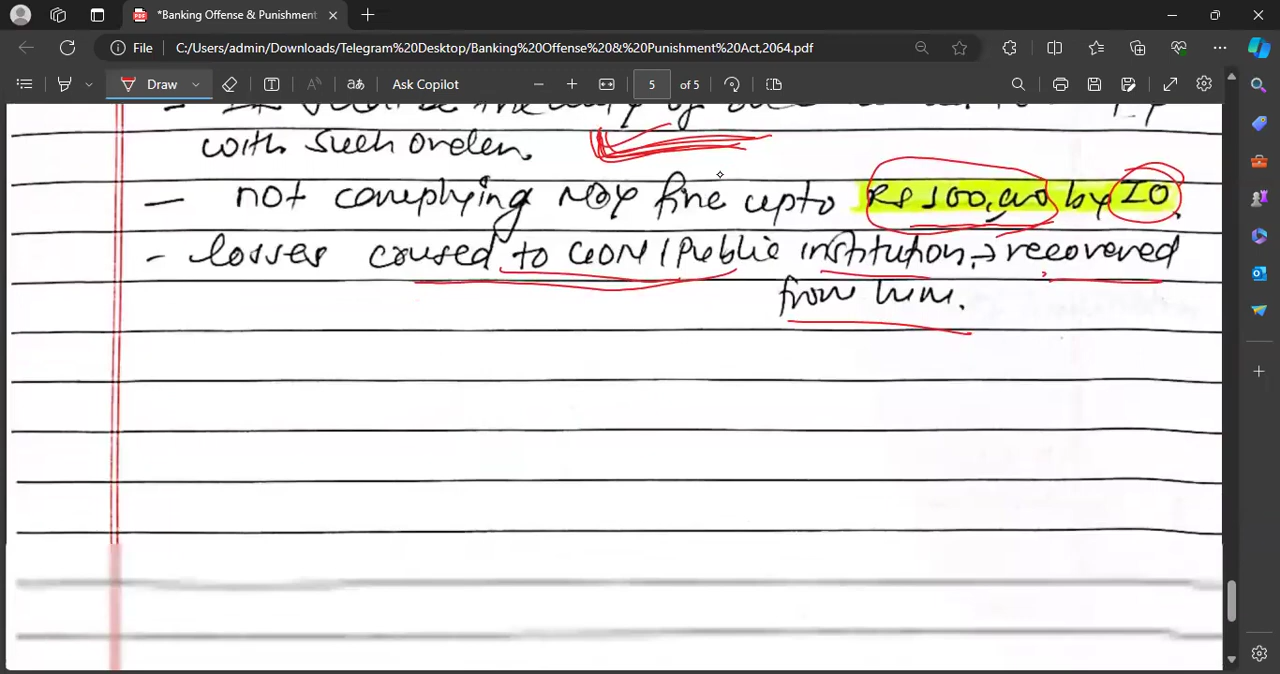 *Banking Offense & Punishment
File
C:/Users/admin/Downloads/Telegram%20Desktop/Banking%20Offense%20&%20Punishment%20Act,2064.pdf
Draw
Ask Copilot
5 of 5
with such order.
— not complying may fine upto Rs 100,000 by IO.
- losses caused to GON / Public institution → recovered
from him.